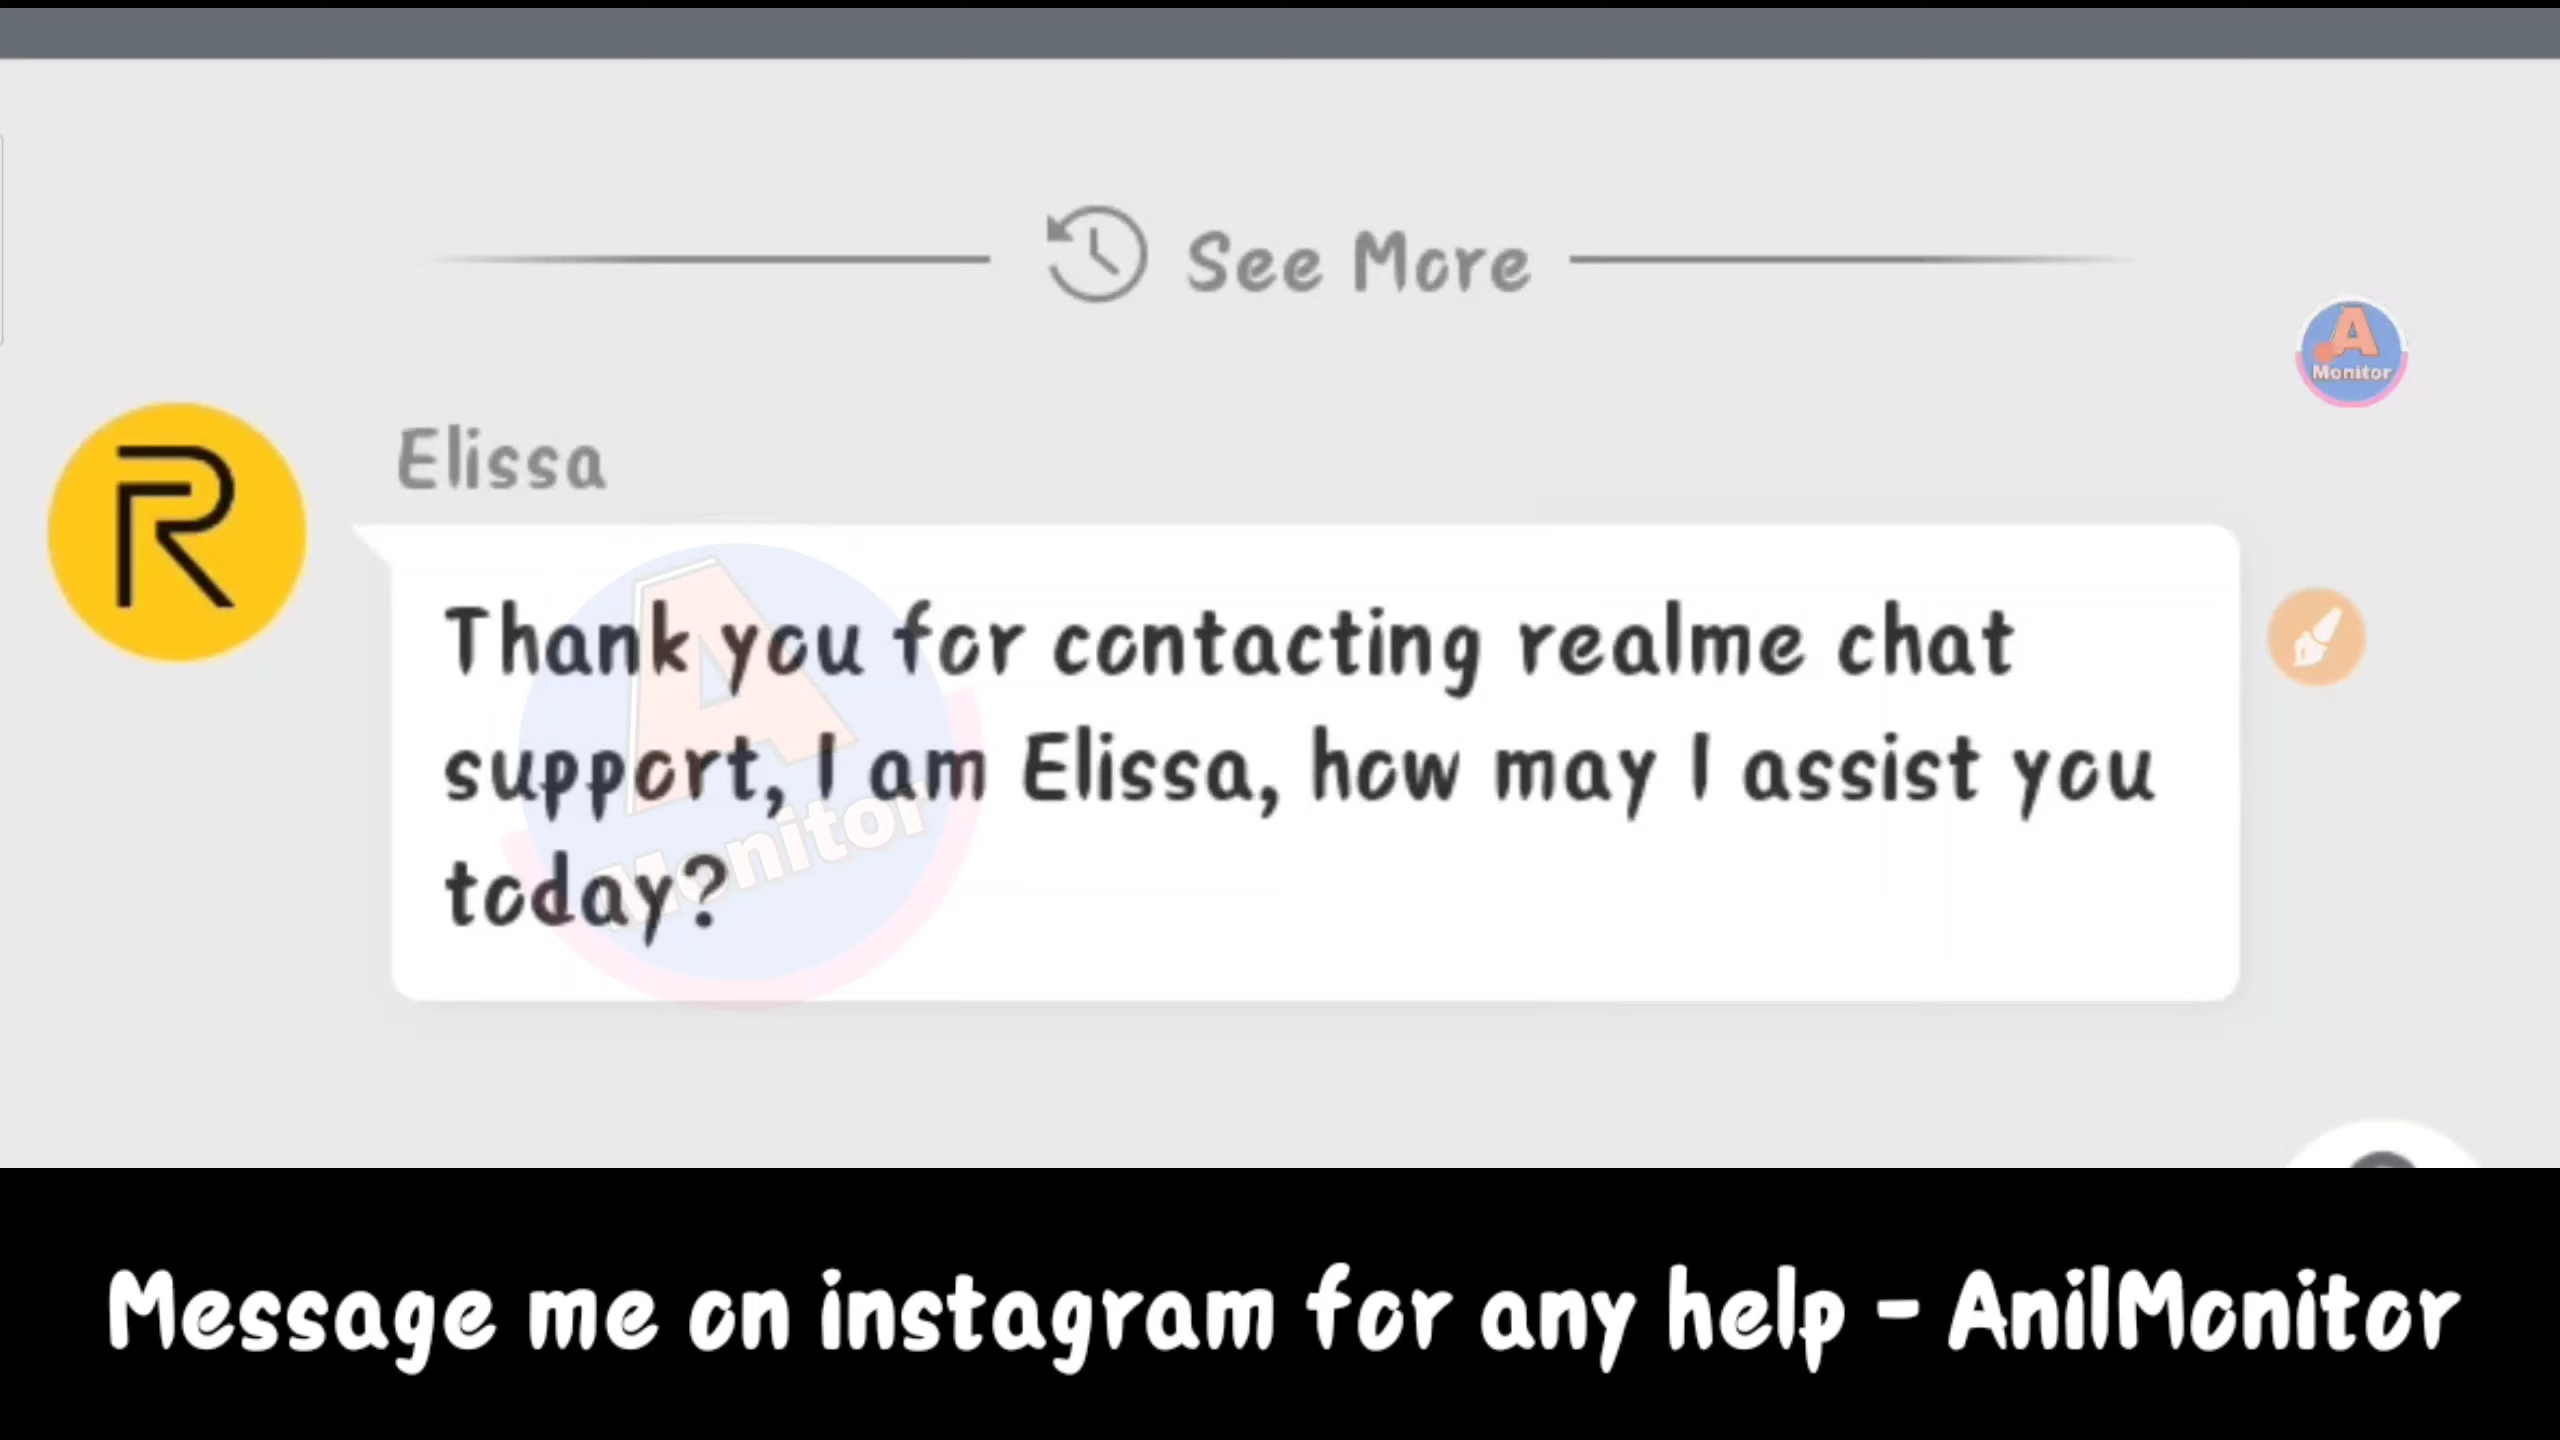 See More
A
Monitor
Elissa
R
Thank you for contacting realme chat
support, I am Elissa, how may I assist you
today?
A
Monitor
Message me on instagram for any help - AnilMonitor